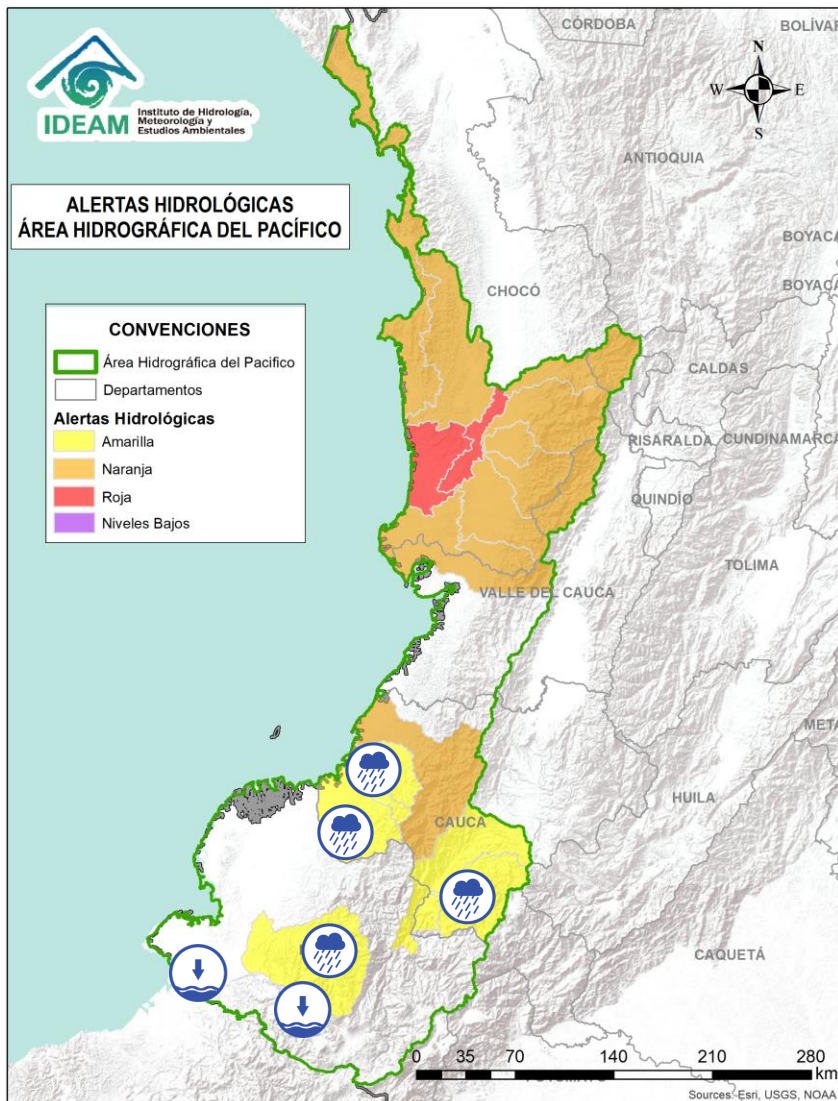 IDEAM
Instituto de Hidrología,
Meteorología y
Estudios Ambientales
ALERTAS HIDROLÓGICAS
ÁREA HIDROGRÁFICA DEL PACÍFICO
CONVENCIONES
Área Hidrográfica del Pacifico
Departamentos
Alertas Hidrológicas
Amarilla
Naranja
Roja
Niveles Bajos
N
W
E
S
CÓRDOBA
BOLÍVAR
ANTIOQUIA
BOYACÁ
BOYACÁ
CHOCÓ
CALDAS
RISARALDA
CUNDINAMARCA
QUINDÍO
TOLIMA
VALLE DEL CAUCA
META
HUILA
CAUCA
CAQUETÁ
0 35 70 140 210 280
km
Sources: Esri, USGS, NOAA